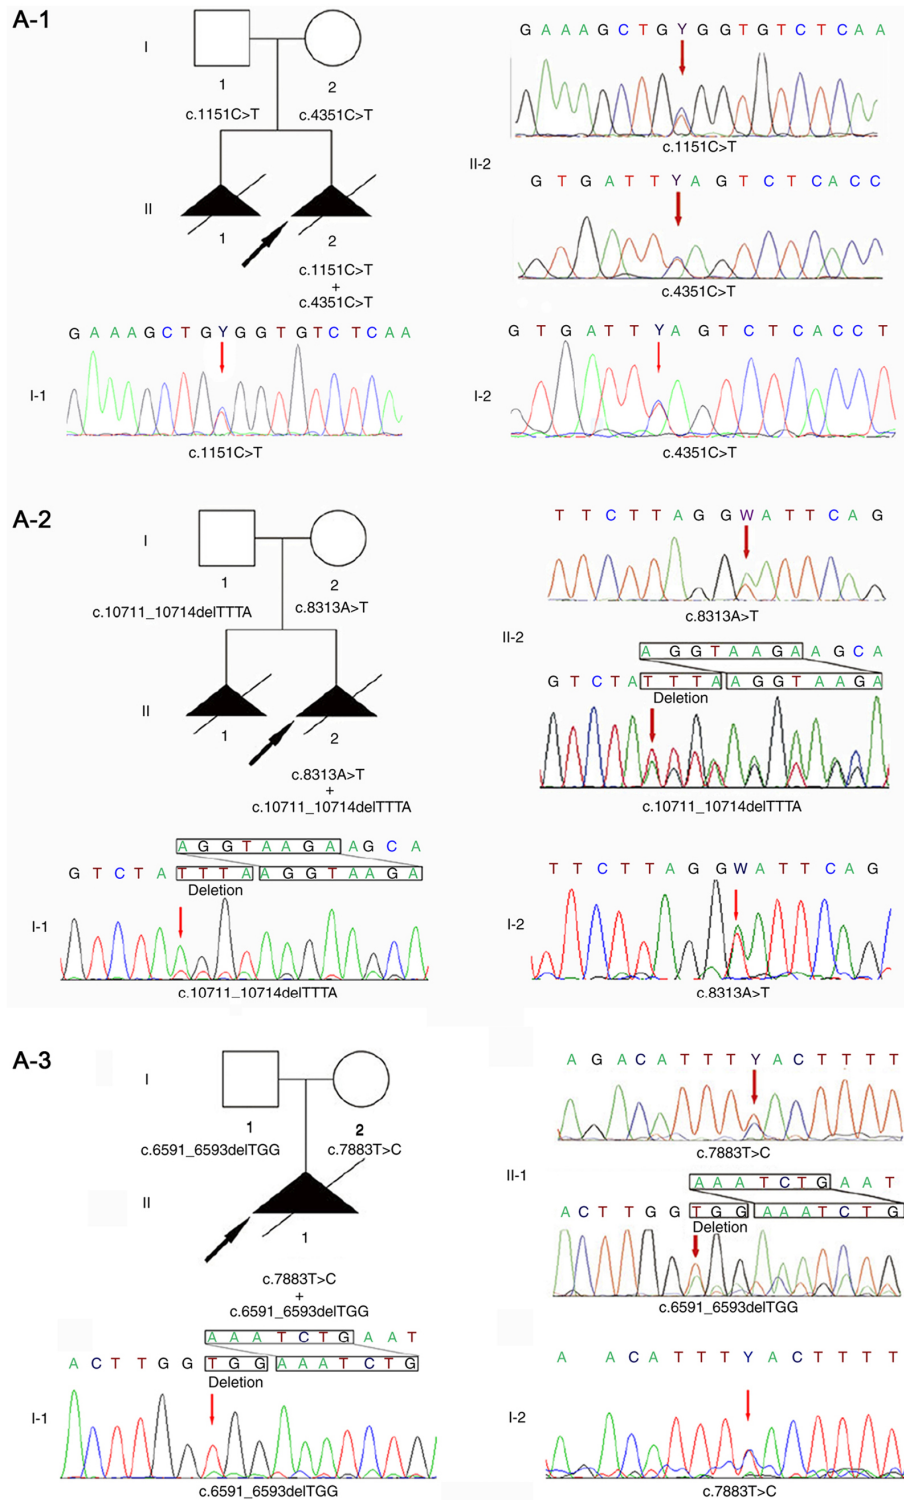 A-1
I
1
2
c.1151C>T
c.4351C>T
II
1
2
c.1151C>T
+
c.4351C>T
G A A A G C T G Y G G T G T C T C A A
I-1
c.1151C>T
G A A A G C T G Y G G T G T C T C A A
c.1151C>T
II-2
G T G A T T Y A G T C T C A C C
c.4351C>T
G T G A T T Y A G T C T C A C C T
I-2
c.4351C>T
A-2
I
1
2
c.10711_10714delTTTA
c.8313A>T
II
1
2
c.8313A>T
+
c.10711_10714delTTTA
A G G T A A G A A G C A
G T C T A T T T A A G G T A A G A
Deletion
I-1
c.10711_10714delTTTA
T T C T T A G G W A T T C A G
c.8313A>T
II-2
A G G T A A G A A G C A
G T C T A T T T A A G G T A A G A
Deletion
c.10711_10714delTTTA
T T C T T A G G W A T T C A G
I-2
c.8313A>T
A-3
I
1
2
c.6591_6593delTGG
c.7883T>C
II
1
c.7883T>C
+
c.6591_6593delTGG
A A A T C T G A A T
A C T T G G T G G A A A T C T G
Deletion
I-1
c.6591_6593delTGG
A G A C A T T T Y A C T T T T
c.7883T>C
II-1
A A A T C T G A A T
A C T T G G T G G A A A T C T G
Deletion
c.6591_6593delTGG
A A C A T T T Y A C T T T T
I-2
c.7883T>C